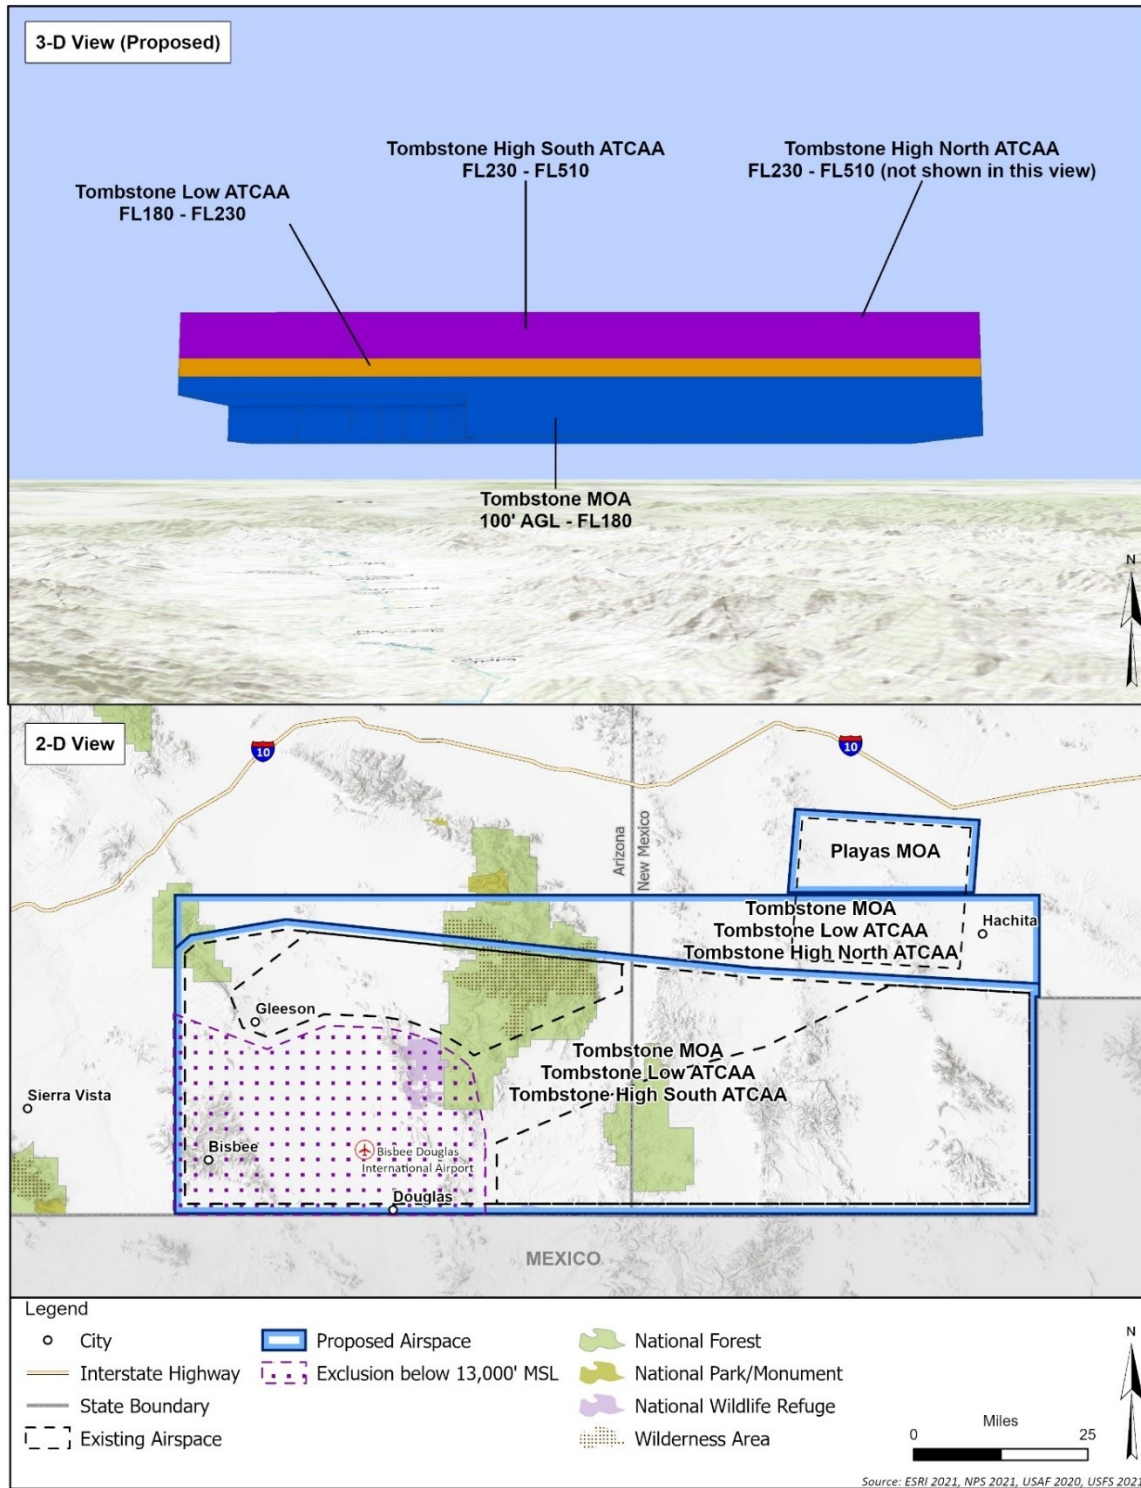 3-D View (Proposed)
Tombstone High South ATCAA
FL230 - FL510
Tombstone High North ATCAA
FL230 - FL510 (not shown in this view)
Tombstone Low ATCAA
FL180 - FL230
Tombstone MOA
100' AGL - FL180
N
2-D View
10
10
Arizona
New Mexico
Playas MOA
Tombstone MOA
Tombstone Low ATCAA
Tombstone High North ATCAA
Hachita
Gleeson
Tombstone MOA
Tombstone Low ATCAA
Tombstone High South ATCAA
Sierra Vista
Bisbee
Bisbee Douglas
International Airport
Douglas
MEXICO
Legend
City
Interstate Highway
State Boundary
Existing Airspace
Proposed Airspace
Exclusion below 13,000' MSL
National Forest
National Park/Monument
National Wildlife Refuge
Wilderness Area
N
Miles
0 25
Source: ESRI 2021, NPS 2021, USAF 2020, USFS 2021